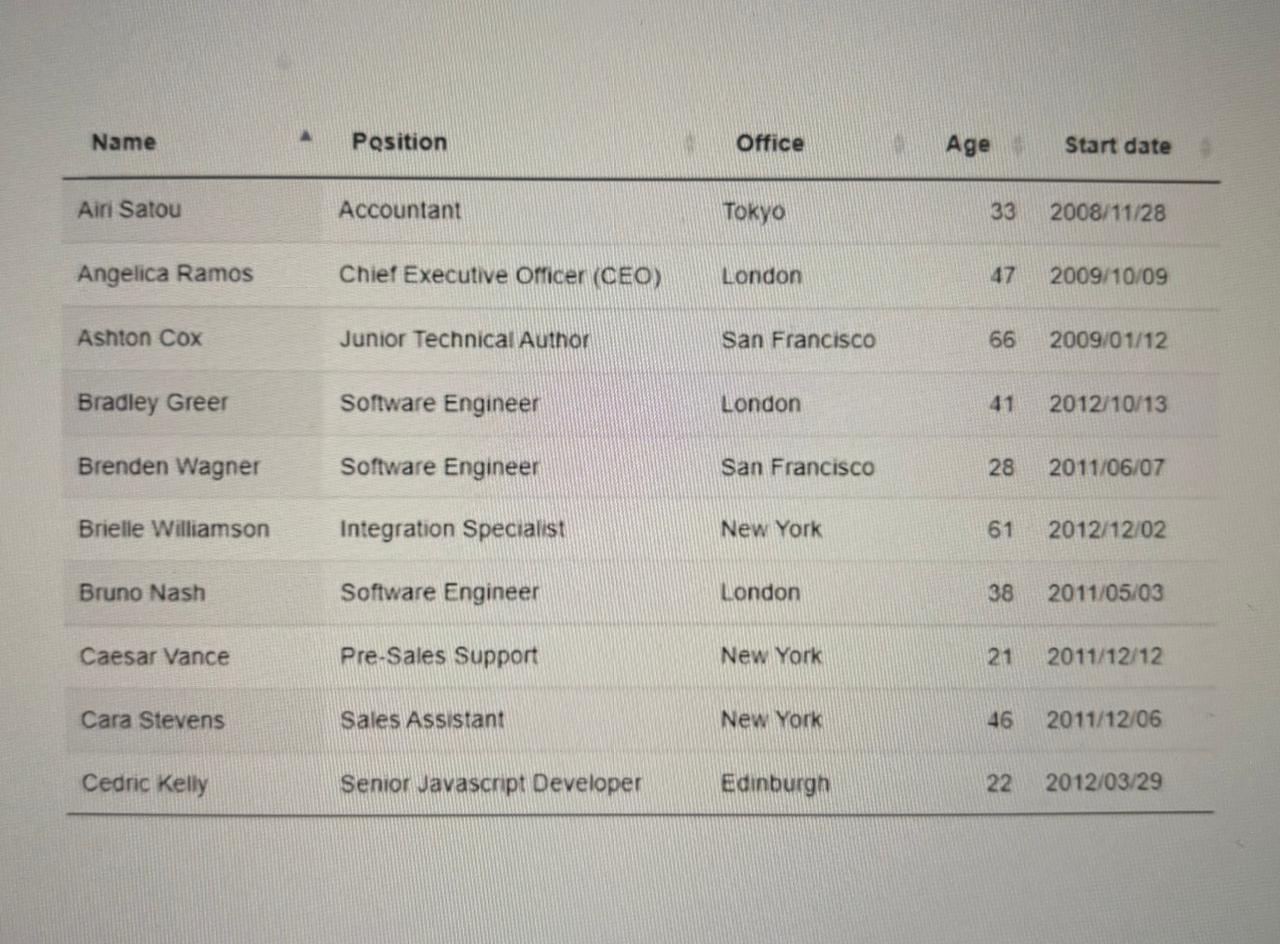 Name Position Office Age Start date
Airi Satou Accountant Tokyo 33 2008/11/28
Angelica Ramos Chief Executive Officer (CEO) London 47 2009/10/09
Ashton Cox Junior Technical Author San Francisco 66 2009/01/12
Bradley Greer Software Engineer London 41 2012/10/13
Brenden Wagner Software Engineer San Francisco 28 2011/06/07
Brielle Williamson Integration Specialist New York 61 2012/12/02
Bruno Nash Software Engineer London 38 2011/05/03
Caesar Vance Pre-Sales Support New York 21 2011/12/12
Cara Stevens Sales Assistant New York 46 2011/12/06
Cedric Kelly Senior Javascript Developer Edinburgh 22 2012/03/29